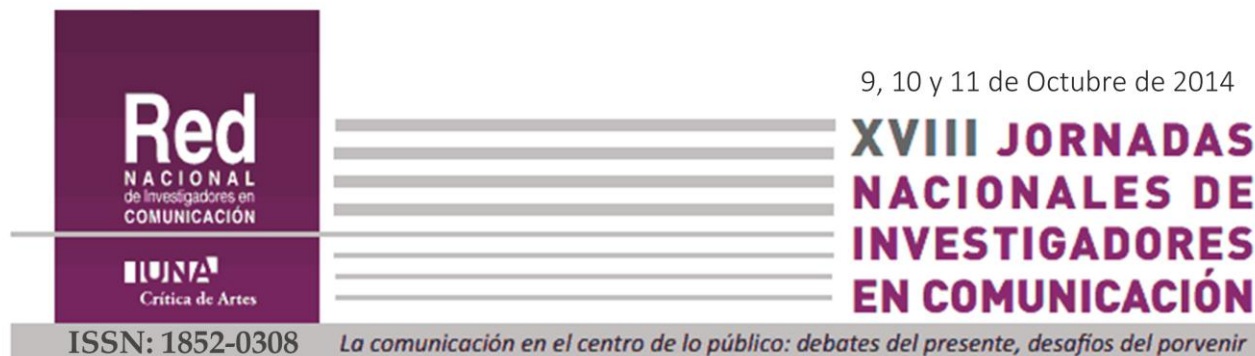 Red
NACIONAL
de Investigadores en
COMUNICACIÓN
IUNA
Crítica de Artes
9, 10 y 11 de Octubre de 2014
XVIII JORNADAS
NACIONALES DE
INVESTIGADORES
EN COMUNICACIÓN
ISSN: 1852-0308
La comunicación en el centro de lo público: debates del presente, desafíos del porvenir